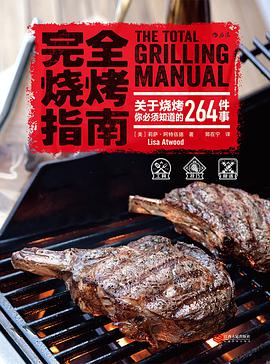 后浪
完全
烧烤
指南
THE TOTAL
GRILLING
MANUAL
关于烧烤
你必须知道的264件事
[美] 莉萨·阿特伍德 著 郭在宁 译
Lisa Atwood